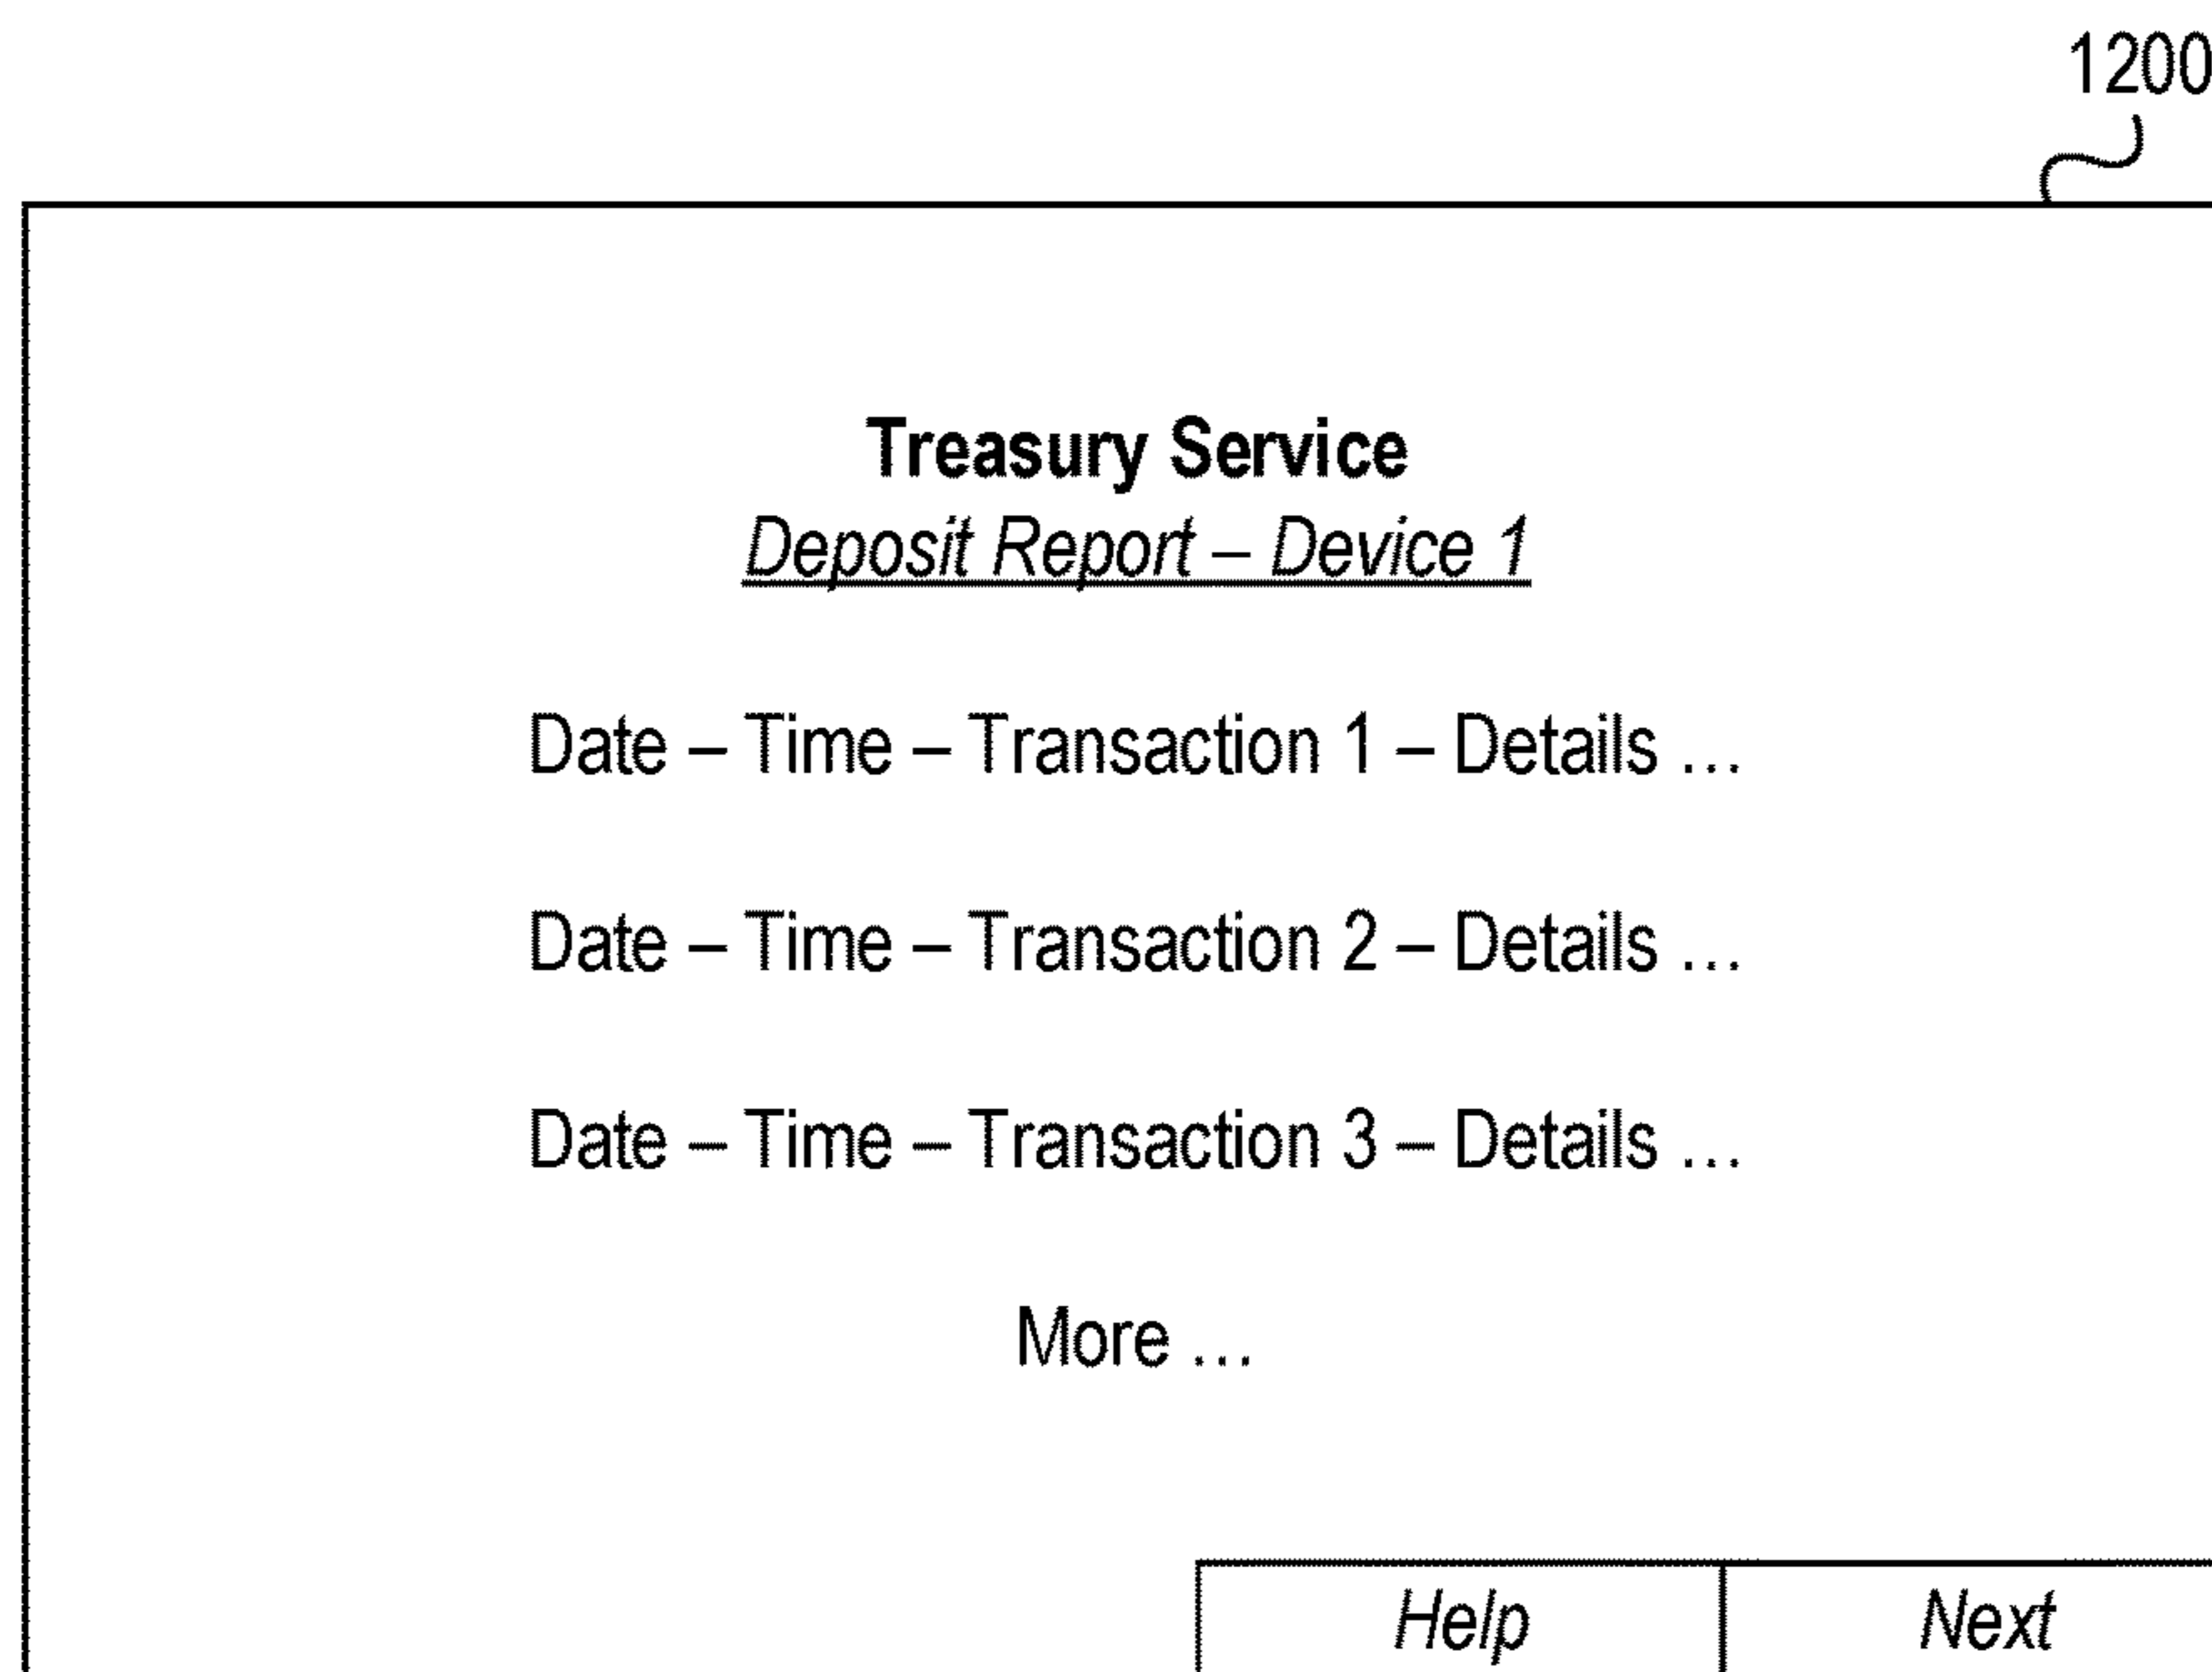 1200
Treasury Service
Deposit Report – Device 1
Date – Time – Transaction 1 – Details ...
Date – Time – Transaction 2 – Details ...
Date – Time – Transaction 3 – Details ...
More ...
Help Next